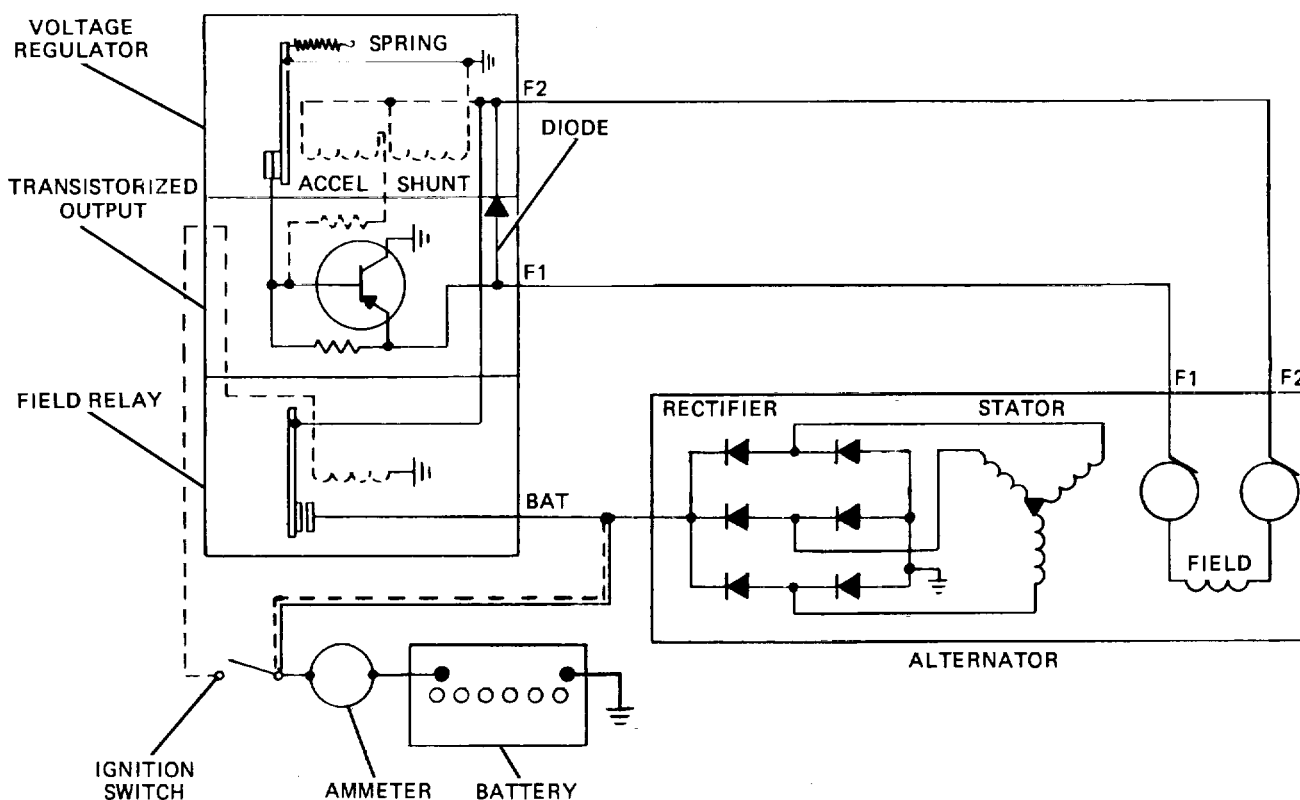 VOLTAGE
REGULATOR
SPRING
F2
DIODE
ACCEL SHUNT
TRANSISTORIZED
OUTPUT
F1
F1 F2
FIELD RELAY
RECTIFIER STATOR
BAT
FIELD
ALTERNATOR
IGNITION
SWITCH
AMMETER
BATTERY